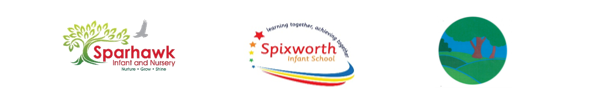 Sparhawk
Infant and Nursery
Nurture • Grow • Shine
learning together, achieving together
Spixworth
Infant School